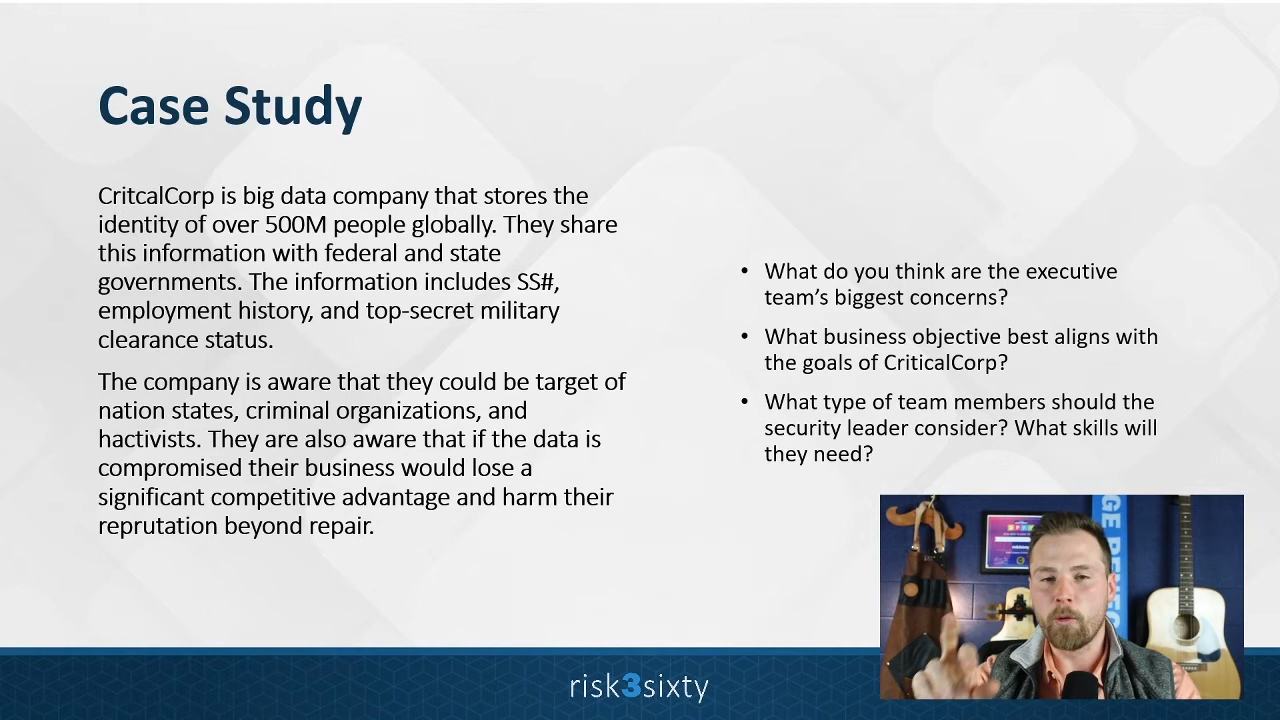 Case Study
CritcalCorp is big data company that stores the
identity of over 500M people globally. They share
this information with federal and state
governments. The information includes SS#,
employment history, and top-secret military
clearance status.
The company is aware that they could be target of
nation states, criminal organizations, and
hactivists. They are also aware that if the data is
compromised their business would lose a
significant competitive advantage and harm their
reprutation beyond repair.
• What do you think are the executive
team's biggest concerns?
• What business objective best aligns with
the goals of CriticalCorp?
• What type of team members should the
security leader consider? What skills will
they need?
risk3sixty